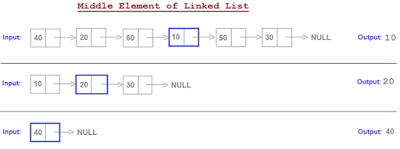 Middle Element of Linked List
Input: 40 20 60 10 50 30 NULL Output: 10
Input: 10 20 30 NULL Output: 20
Input: 40 NULL Output: 40